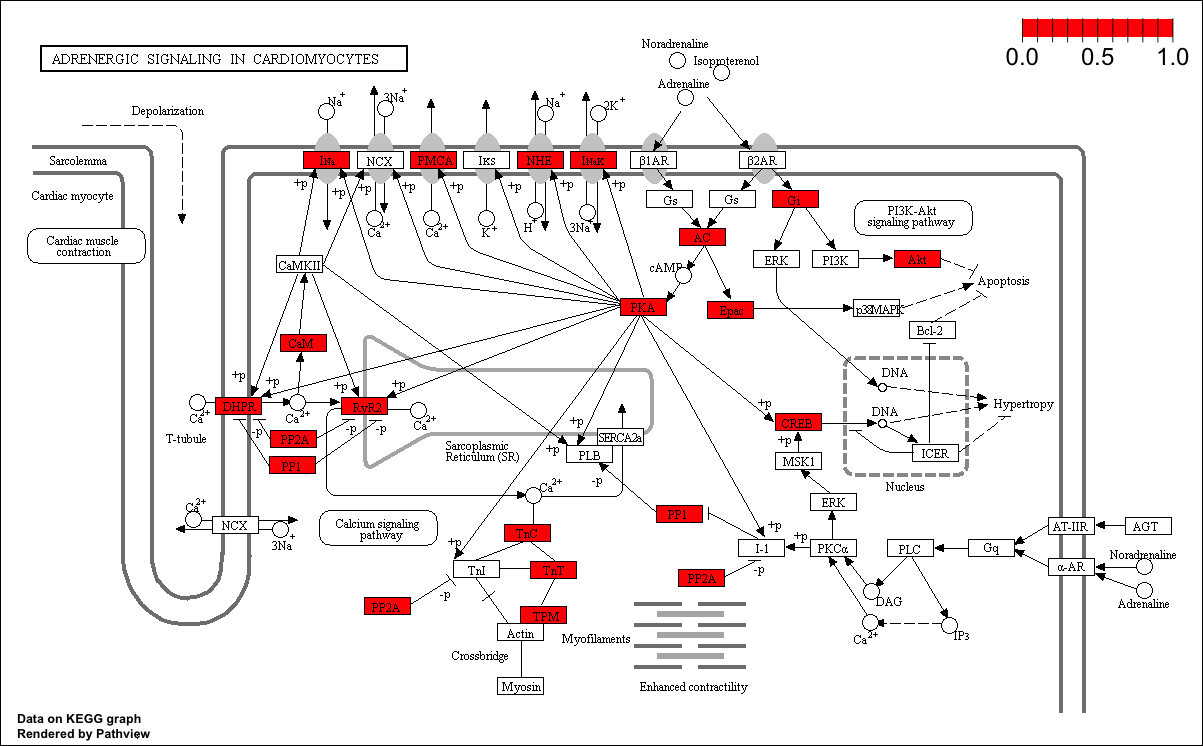 ADRENERGIC SIGNALING IN CARDIOMYOCYTES
0.0 0.5 1.0
Noradrenaline
Isoproterenol
Adrenaline
Depolarization
Na+
3Na+
Na+
2K+
Sarcolemma
INa
NCX
PMCA
IKs
NHE
INaK
β1AR
β2AR
+p
+p
+p
+p
+p
+p
+p
+p
Cardiac myocyte
Ca2+
Ca2+
K+
H+
3Na+
Gs
Gs
Gi
PI3K-Akt
signaling pathway
Cardiac muscle
contraction
AC
CaMKII
cAMP
ERK
PI3K
Akt
Apoptosis
PKA
Epac
p38MAPK
Bcl-2
CaM
DNA
+p
+p
+p
+p
DHPR
Ca2+
Ca2+
RyR2
Ca2+
+p
DNA
Hypertropy
CREB
T-tubule
-p
PP2A
-p
-p
PP1
+p
+p
SERCA2a
PLB
-p
Sarcoplasmic
Reticulum (SR)
+p
MSK1
ICER
Nucleus
Ca2+
NCX
3Na+
Ca2+
Calcium signaling
pathway
PP1
ERK
TnC
+p
+p
+p
I-1
PKCα
PLC
Gq
AT-IIR
AGT
α-AR
Noradrenaline
Adrenaline
TnI
TnT
-p
PP2A
-p
PP2A
DAG
TPM
Actin
Myofilaments
Ca2+
IP3
Crossbridge
Myosin
Enhanced contractility
Data on KEGG graph
Rendered by Pathview